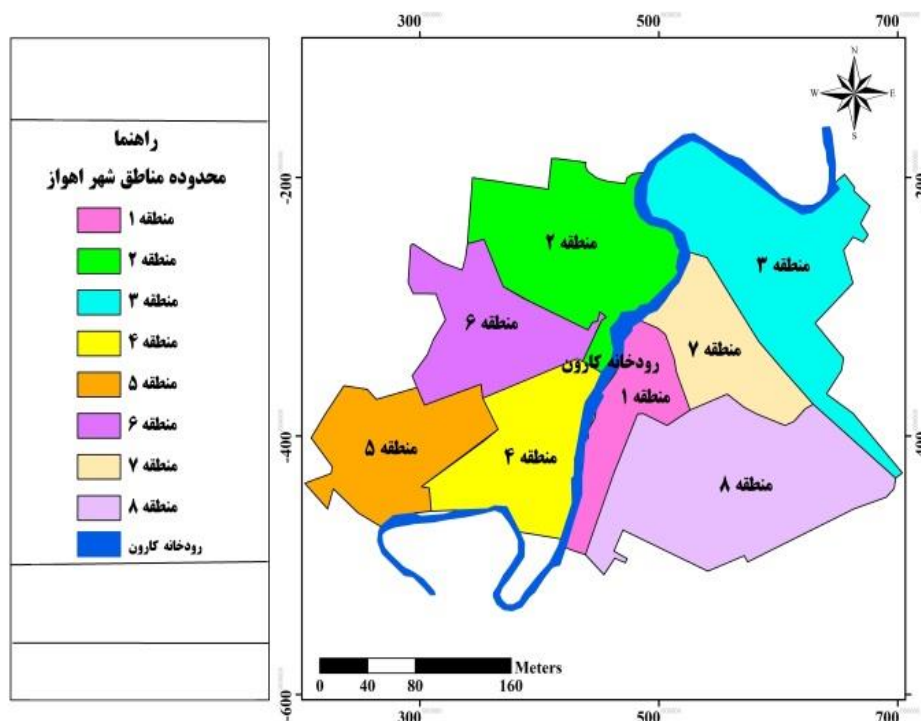 300 500 700
راهنما
محدوده مناطق شهر اهواز
منطقه ۱
منطقه ۲
منطقه ۳
منطقه ۴
منطقه ۵
منطقه ۶
منطقه ۷
منطقه ۸
رودخانه کارون
N
W E
S
-200 -200
منطقه ۲
منطقه ۳
منطقه ۶
منطقه ۷
رودخانه کارون
منطقه ۱
-400 -400
منطقه ۵
منطقه ۴
منطقه ۸
Meters
0 40 80 160
-600
300 500 700